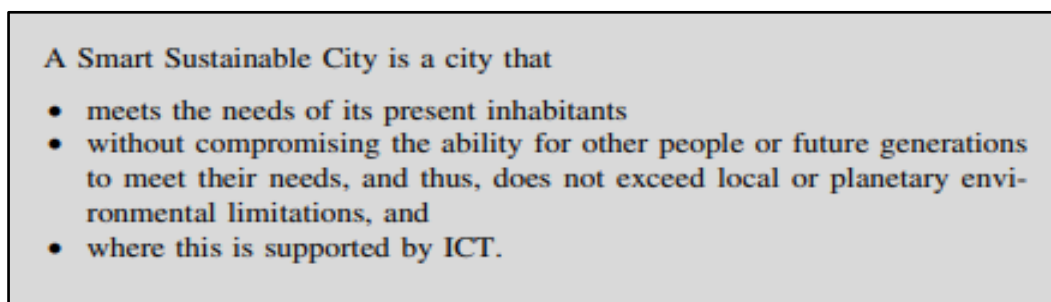 A Smart Sustainable City is a city that
• meets the needs of its present inhabitants
• without compromising the ability for other people or future generations
to meet their needs, and thus, does not exceed local or planetary envi-
ronmental limitations, and
• where this is supported by ICT.